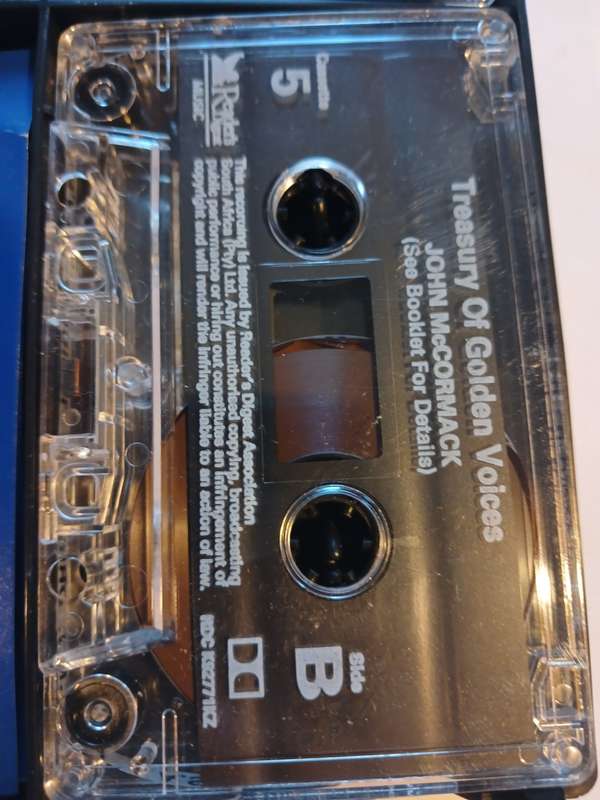 Treasury Of Golden Voices
JOHN McCORMACK
(See Booklet For Details)
Cassette
5
Side
B
Reader's
Digest
MUSIC
This recording is issued by Reader's Digest Association
South Africa (Pty) Ltd. Any unauthorised copying, broadcasting
public performance or hiring out constitutes an infringement of
copyright and will render the infringer liable to an action of law.